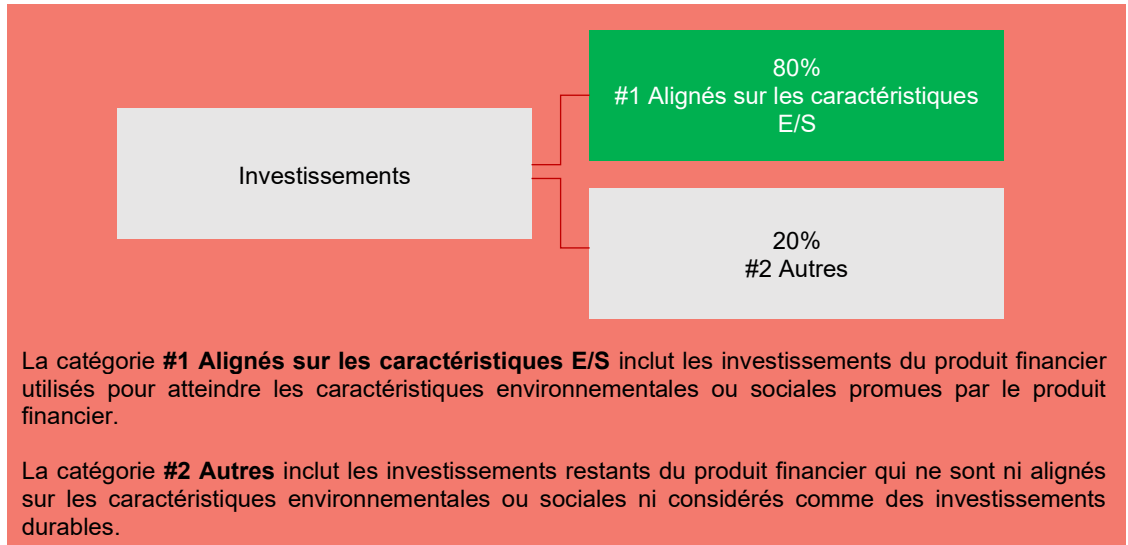 80%
#1 Alignés sur les caractéristiques
E/S
Investissements
20%
#2 Autres
La catégorie #1 Alignés sur les caractéristiques E/S inclut les investissements du produit financier
utilisés pour atteindre les caractéristiques environnementales ou sociales promues par le produit
financier.
La catégorie #2 Autres inclut les investissements restants du produit financier qui ne sont ni alignés
sur les caractéristiques environnementales ou sociales ni considérés comme des investissements
durables.